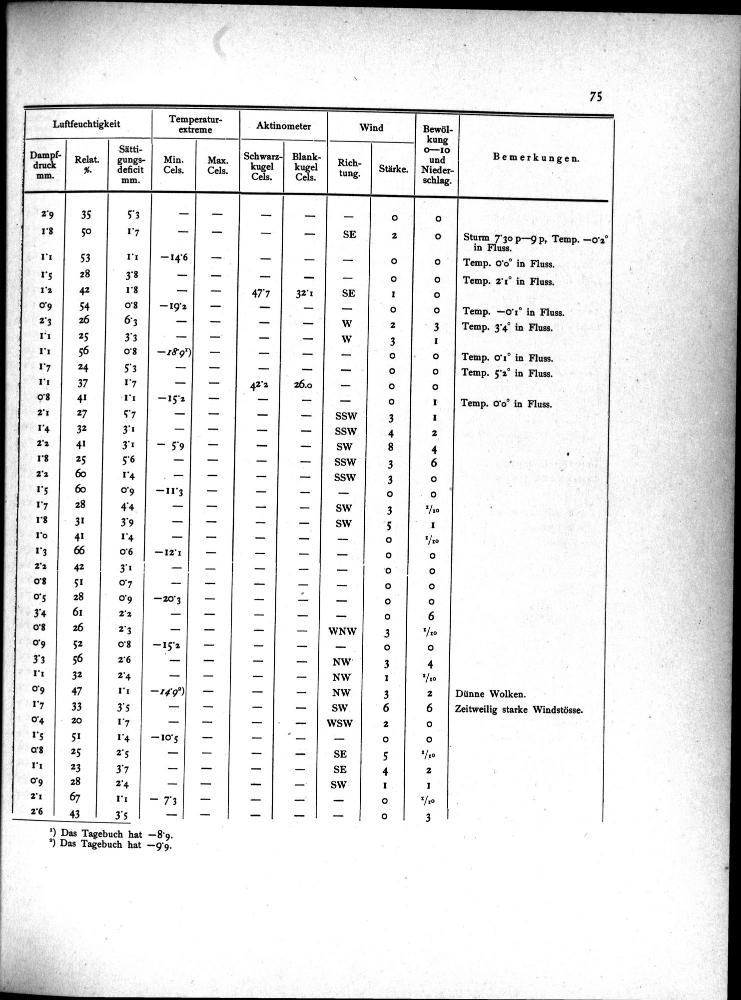 75
Luftfeuchtigkeit | Temperatur-extreme | Aktinometer | Wind | Bewöl-kung 0—10 und Nieder-schlag. | Bemerkungen.
Dampf-druck mm. | Relat. %. | Sätti-gungs-deficit mm. | Min. Cels. | Max. Cels. | Schwarz-kugel Cels. | Blank-kugel Cels. | Rich-tung. | Stärke.
2·9 35 5·3 — — — — — 0 0
1·8 50 1·7 — — — — SE 2 0 Sturm 7·30 p—9 p, Temp. —0·2° in Fluss.
1·1 53 1·1 —14·6 — — — — 0 0 Temp. 0·0° in Fluss.
1·5 28 3·8 — — — — — 0 0 Temp. 2·1° in Fluss.
1·2 42 1·8 — — 47·7 32·1 SE 1 0
0·9 54 0·8 —19·2 — — — — 0 0 Temp. —0·1° in Fluss.
2·3 26 6·3 — — — — W 2 3 Temp. 3·4° in Fluss.
1·1 25 3·3 — — — — W 3 1
1·1 56 0·8 —18·9¹) — — — — 0 0 Temp. 0·1° in Fluss.
1·7 24 5·3 — — — — — 0 0 Temp. 5·2° in Fluss.
1·1 37 1·7 — — 42·2 26.0 — 0 0
0·8 41 1·1 —15·2 — — — — 0 1 Temp. 0·0° in Fluss.
2·1 27 5·7 — — — — SSW 3 1
1·4 32 3·1 — — — — SSW 4 2
2·2 41 3·1 — 5·9 — — — SW 8 4
1·8 25 5·6 — — — — SSW 3 6
2·2 60 1·4 — — — — SSW 3 0
1·5 60 0·9 —11·3 — — — — 0 0
1·7 28 4·4 — — — — SW 3 ¹/₁₀
1·8 31 3·9 — — — — SW 5 1
1·0 41 1·4 — — — — — 0 ¹/₁₀
1·3 66 0·6 —12·1 — — — — 0 0
2·2 42 3·1 — — — — — 0 0
0·8 51 0·7 — — — — — 0 0
0·5 28 0·9 —20·3 — — — — 0 0
3·4 61 2·2 — — — — — 0 6
0·8 26 2·3 — — — — WNW 3 ¹/₁₀
0·9 52 0·8 —15·2 — — — — 0 0
3·3 56 2·6 — — — — NW 3 4
1·1 32 2·4 — — — — NW 1 ¹/₁₀
0·9 47 1·1 —14·9²) — — — NW 3 2 Dünne Wolken.
1·7 33 3·5 — — — — SW 6 6 Zeitweilig starke Windstösse.
0·4 20 1·7 — — — — WSW 2 0
1·5 51 1·4 —10·5 — — — — 0 0
0·8 25 2·5 — — — — SE 5 ¹/₁₀
1·1 23 3·7 — — — — SE 4 2
0·9 28 2·4 — — — — SW 1 1
2·1 67 1·1 — 7·3 — — — — 0 ¹/₁₀
2·6 43 3·5 — — — — — 0 3
¹) Das Tagebuch hat —8·9.
²) Das Tagebuch hat —9·9.